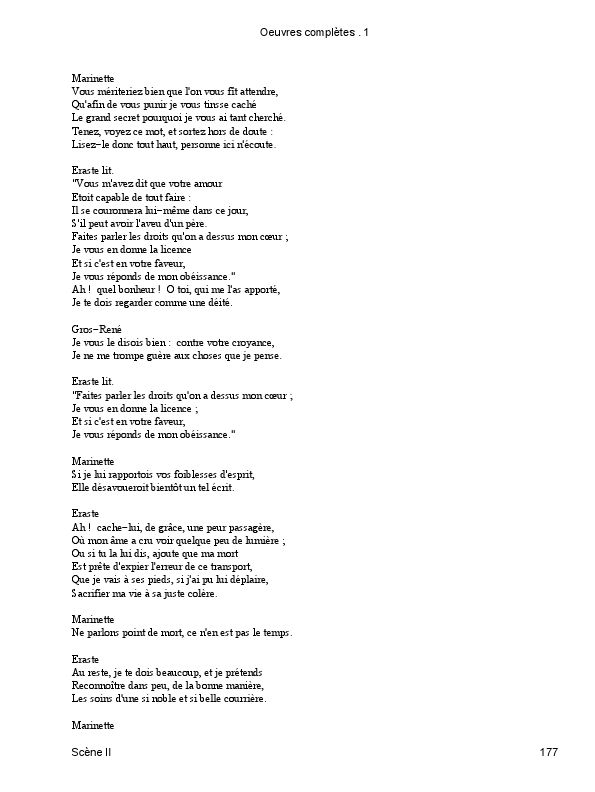 Oeuvres complètes . 1
Marinette
Vous mériteriez bien que l'on vous fît attendre,
Qu'afin de vous punir je vous tinsse caché
Le grand secret pourquoi je vous ai tant cherché.
Tenez, voyez ce mot, et sortez hors de doute :
Lisez-le donc tout haut, personne ici n'écoute.
Eraste lit.
"Vous m'avez dit que votre amour
Etoit capable de tout faire :
Il se couronnera lui-même dans ce jour,
S'il peut avoir l'aveu d'un père.
Faites parler les droits qu'on a dessus mon cœur ;
Je vous en donne la licence
Et si c'est en votre faveur,
Je vous réponds de mon obéissance."
Ah ! quel bonheur ! O toi, qui me l'as apporté,
Je te dois regarder comme une déité.
Gros-René
Je vous le disois bien : contre votre croyance,
Je ne me trompe guère aux choses que je pense.
Eraste lit.
"Faites parler les droits qu'on a dessus mon cœur ;
Je vous en donne la licence ;
Et si c'est en votre faveur,
Je vous réponds de mon obéissance."
Marinette
Si je lui rapportois vos foiblesses d'esprit,
Elle désavoueroit bientôt un tel écrit.
Eraste
Ah ! cache-lui, de grâce, une peur passagère,
Où mon âme a cru voir quelque peu de lumière ;
Ou si tu la lui dis, ajoute que ma mort
Est prête d'expier l'erreur de ce transport,
Que je vais à ses pieds, si j'ai pu lui déplaire,
Sacrifier ma vie à sa juste colère.
Marinette
Ne parlons point de mort, ce n'en est pas le temps.
Eraste
Au reste, je te dois beaucoup, et je prétends
Reconnoître dans peu, de la bonne manière,
Les soins d'une si noble et si belle courrière.
Marinette
Scène II 177